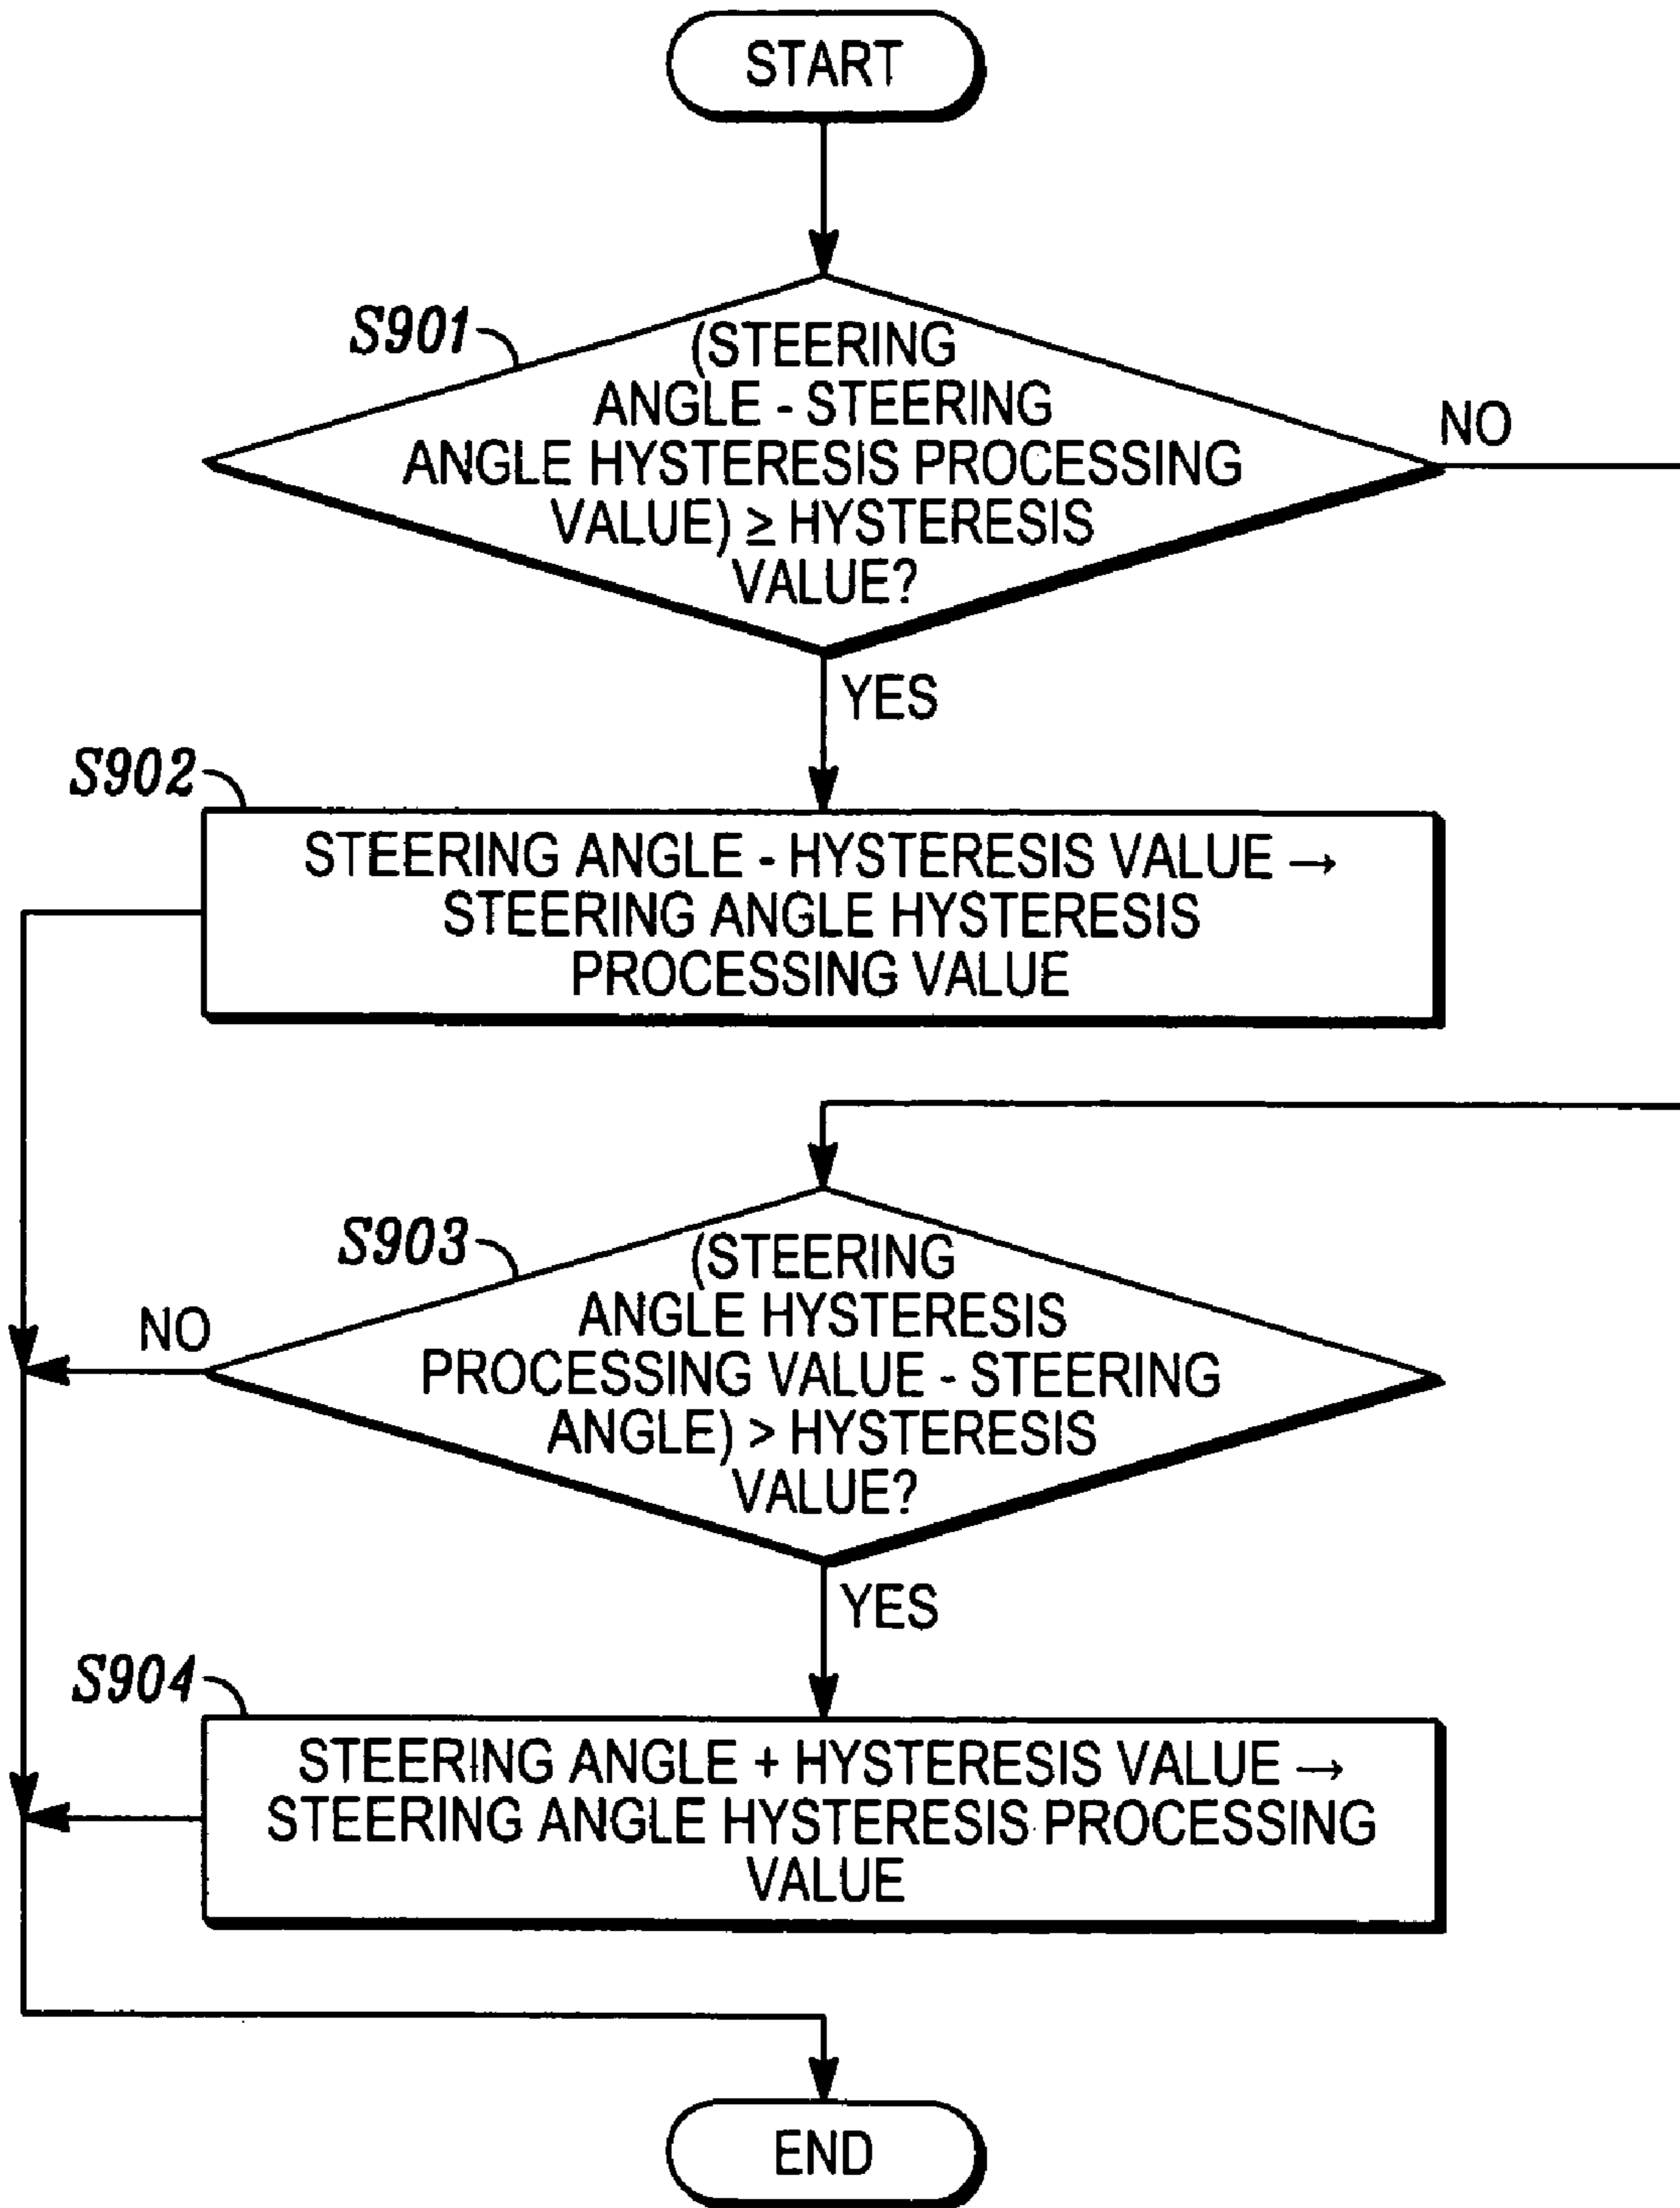 START
S901
(STEERING
ANGLE - STEERING
ANGLE HYSTERESIS PROCESSING
VALUE) ≥ HYSTERESIS
VALUE?
NO
YES
S902
STEERING ANGLE - HYSTERESIS VALUE →
STEERING ANGLE HYSTERESIS
PROCESSING VALUE
S903
(STEERING
ANGLE HYSTERESIS
PROCESSING VALUE - STEERING
ANGLE) > HYSTERESIS
VALUE?
NO
YES
S904
STEERING ANGLE + HYSTERESIS VALUE →
STEERING ANGLE HYSTERESIS PROCESSING
VALUE
END